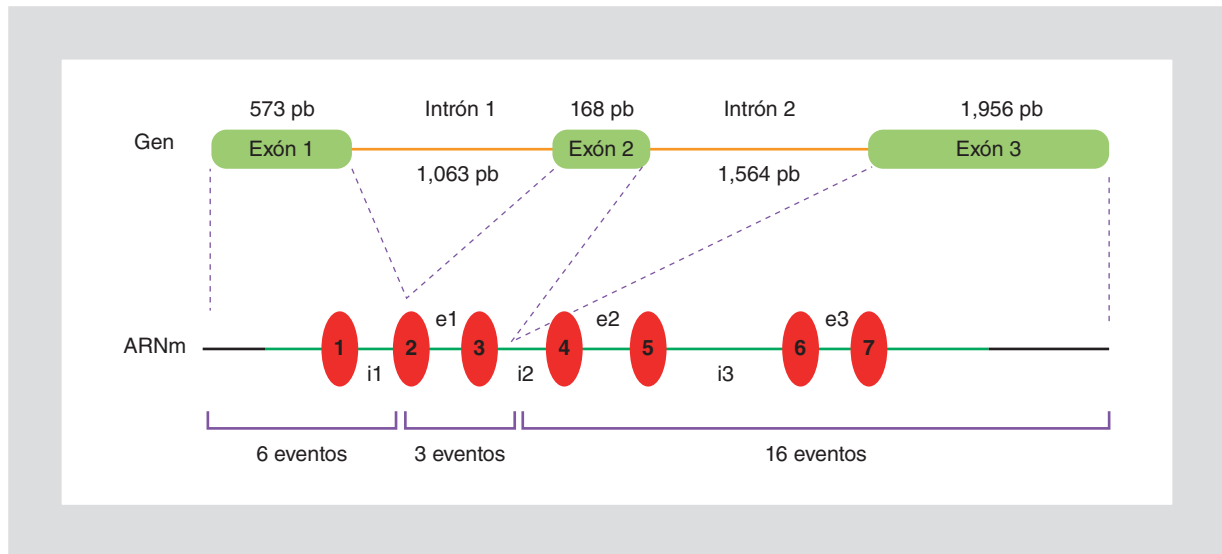 573 pb Intrón 1 168 pb Intrón 2 1,956 pb
Gen Exón 1 Exón 2 Exón 3
1,063 pb 1,564 pb
e1 e2 e3
ARNm 1 2 3 4 5 6 7
i1 i2 i3
6 eventos 3 eventos 16 eventos